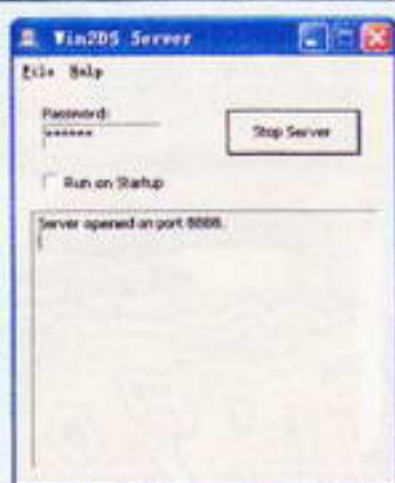 Win2DS Server
File Help
Password:
******
Stop Server
Run on Startup
Server opened on port 8888.